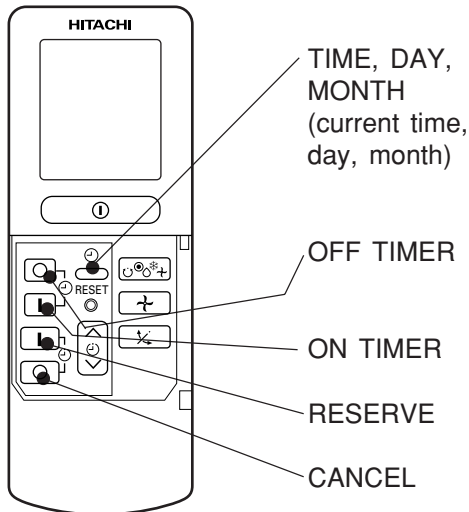 HITACHI
TIME, DAY,
MONTH
(current time,
day, month)
RESET
OFF TIMER
ON TIMER
RESERVE
CANCEL